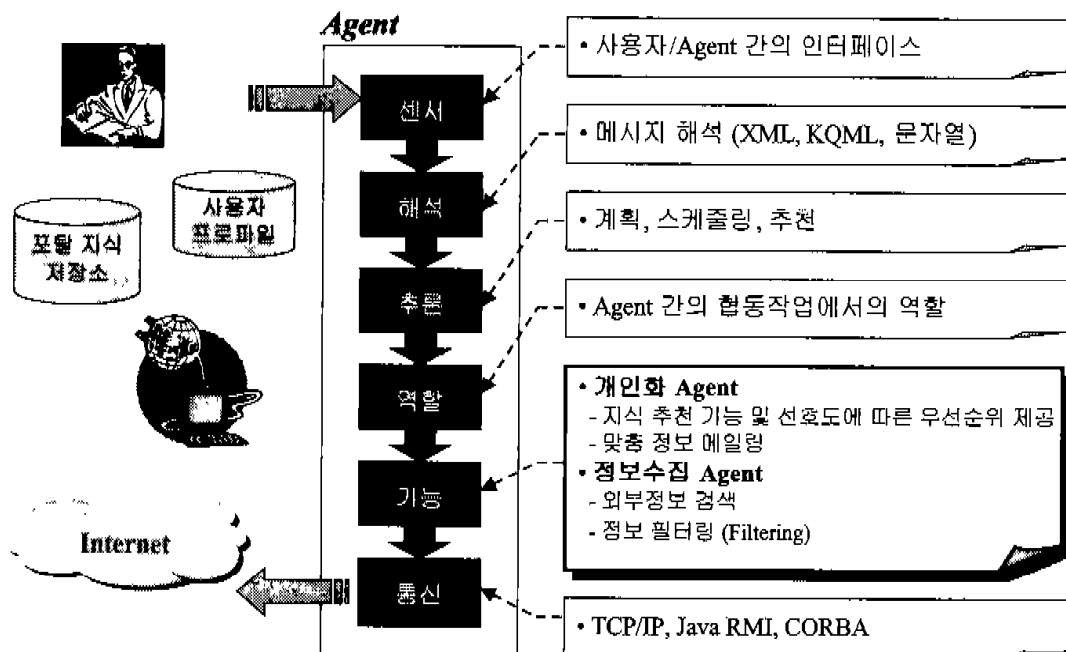 Agent
센서
해석
추론
역할
기능
통신
사용자
프로파일
포탈 지식
저장소
Internet
• 사용자/Agent 간의 인터페이스
• 메시지 해석 (XML, KQML, 문자열)
• 계획, 스케줄링, 추천
• Agent 간의 협동작업에서의 역할
• 개인화 Agent
- 지식 추천 기능 및 선호도에 따른 우선순위 제공
- 맞춤 정보 메일링
• 정보수집 Agent
- 외부정보 검색
- 정보 필터링 (Filtering)
• TCP/IP, Java RMI, CORBA